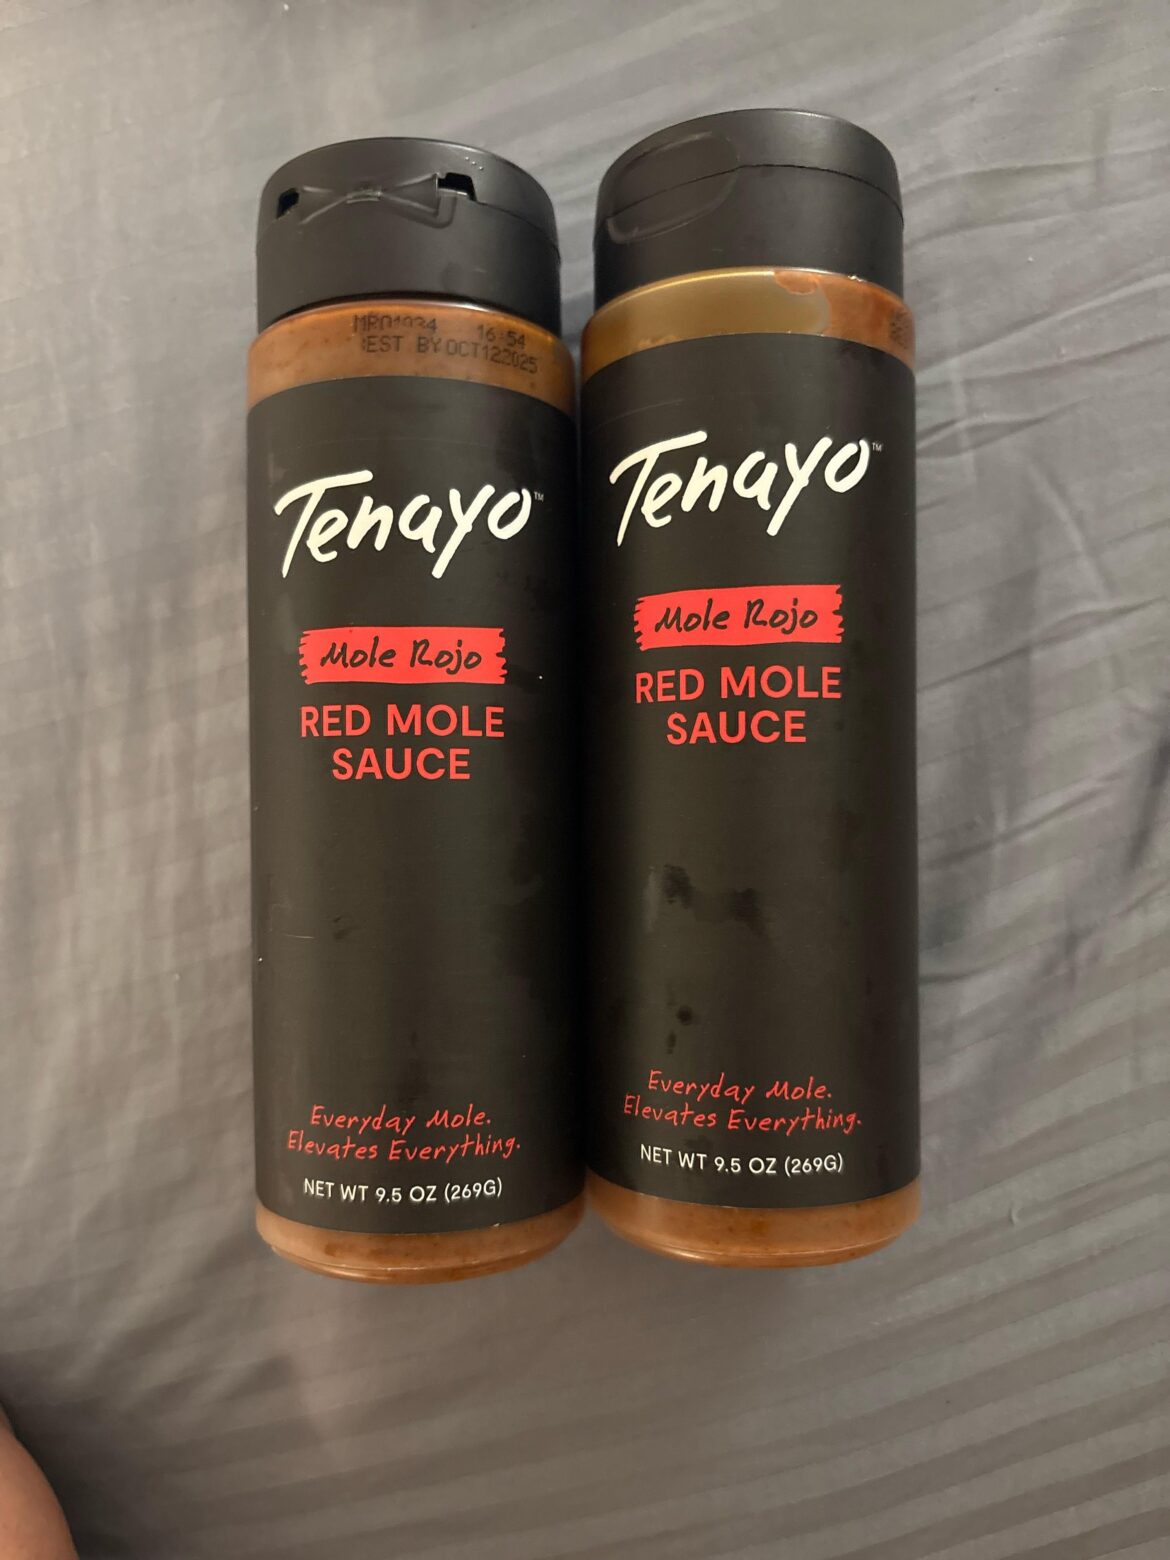 16:54
BEST BY OCT122025
Tenayo™
Mole Rojo
RED MOLE
SAUCE
Everyday Mole.
Elevates Everything.
NET WT 9.5 OZ (269G)
Tenayo™
Mole Rojo
RED MOLE
SAUCE
Everyday Mole.
Elevates Everything.
NET WT 9.5 OZ (269G)